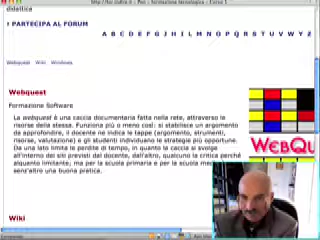 didattica
› PARTECIPA AL FORUM
A B C D E F G H I J L M N O P Q R S T U V W Y Z
Webquest Wiki Windows
Webquest
Formazione Software
La webquest è una caccia documentaria fatta nella rete, attraverso le
risorse della stessa. Funziona più o meno così: si stabilisce un argomento
da approfondire, il docente ne indica le tappe (argomento, strumenti,
risorse, valutazione) e gli studenti individuano le strategie più opportune.
Da una lato limita le perdite di tempo, in quanto la caccia si svolge
all'interno dei siti previsti dal docente, dall'altro, qualcuno la critica perché
alquanto limitante; ma per la scuola primaria e per la scuola me
senz'altro una buona pratica.
WEBQU
Wiki